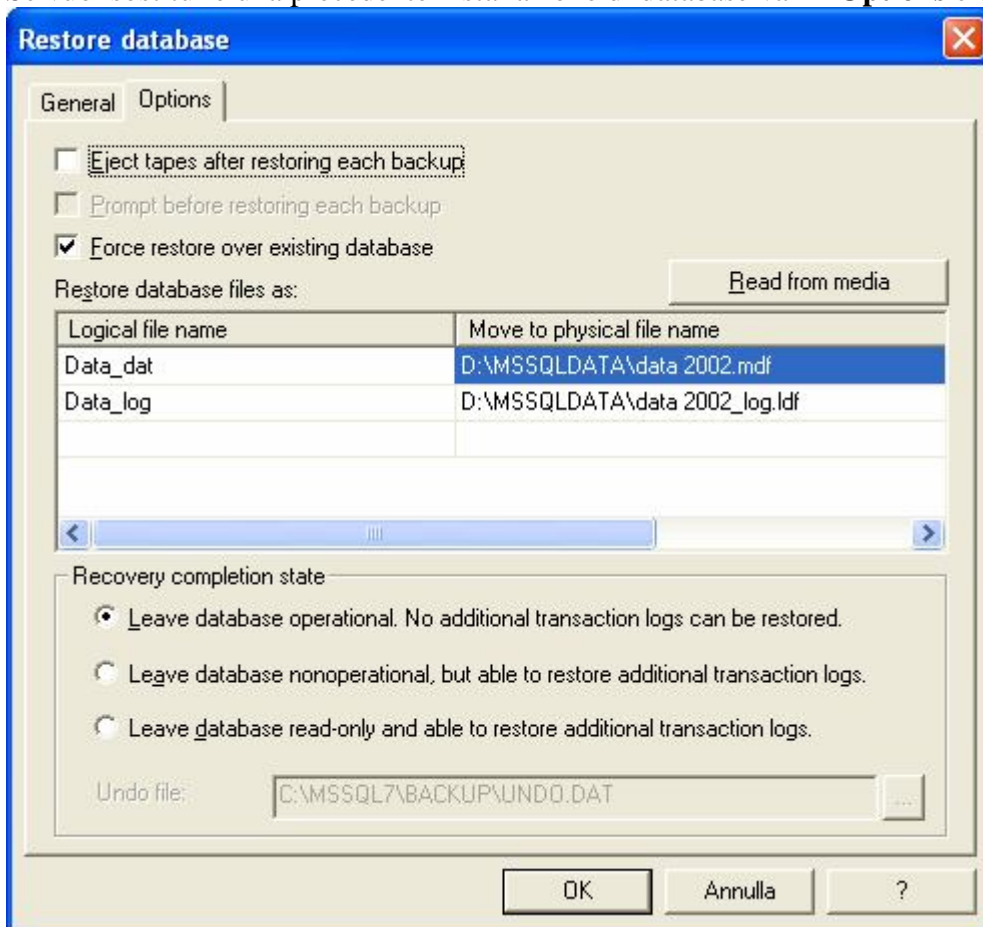 Restore database
General
Options
Eject tapes after restoring each backup
Prompt before restoring each backup
Force restore over existing database
Restore database files as:
Read from media
Logical file name
Move to physical file name
Data_dat
D:\MSSQLDATA\data 2002.mdf
Data_log
D:\MSSQLDATA\data 2002_log.ldf
Recovery completion state
Leave database operational. No additional transaction logs can be restored.
Leave database nonoperational, but able to restore additional transaction logs.
Leave database read-only and able to restore additional transaction logs.
Undo file:
C:\MSSQL7\BACKUP\UNDO.DAT
...
OK
Annulla
?